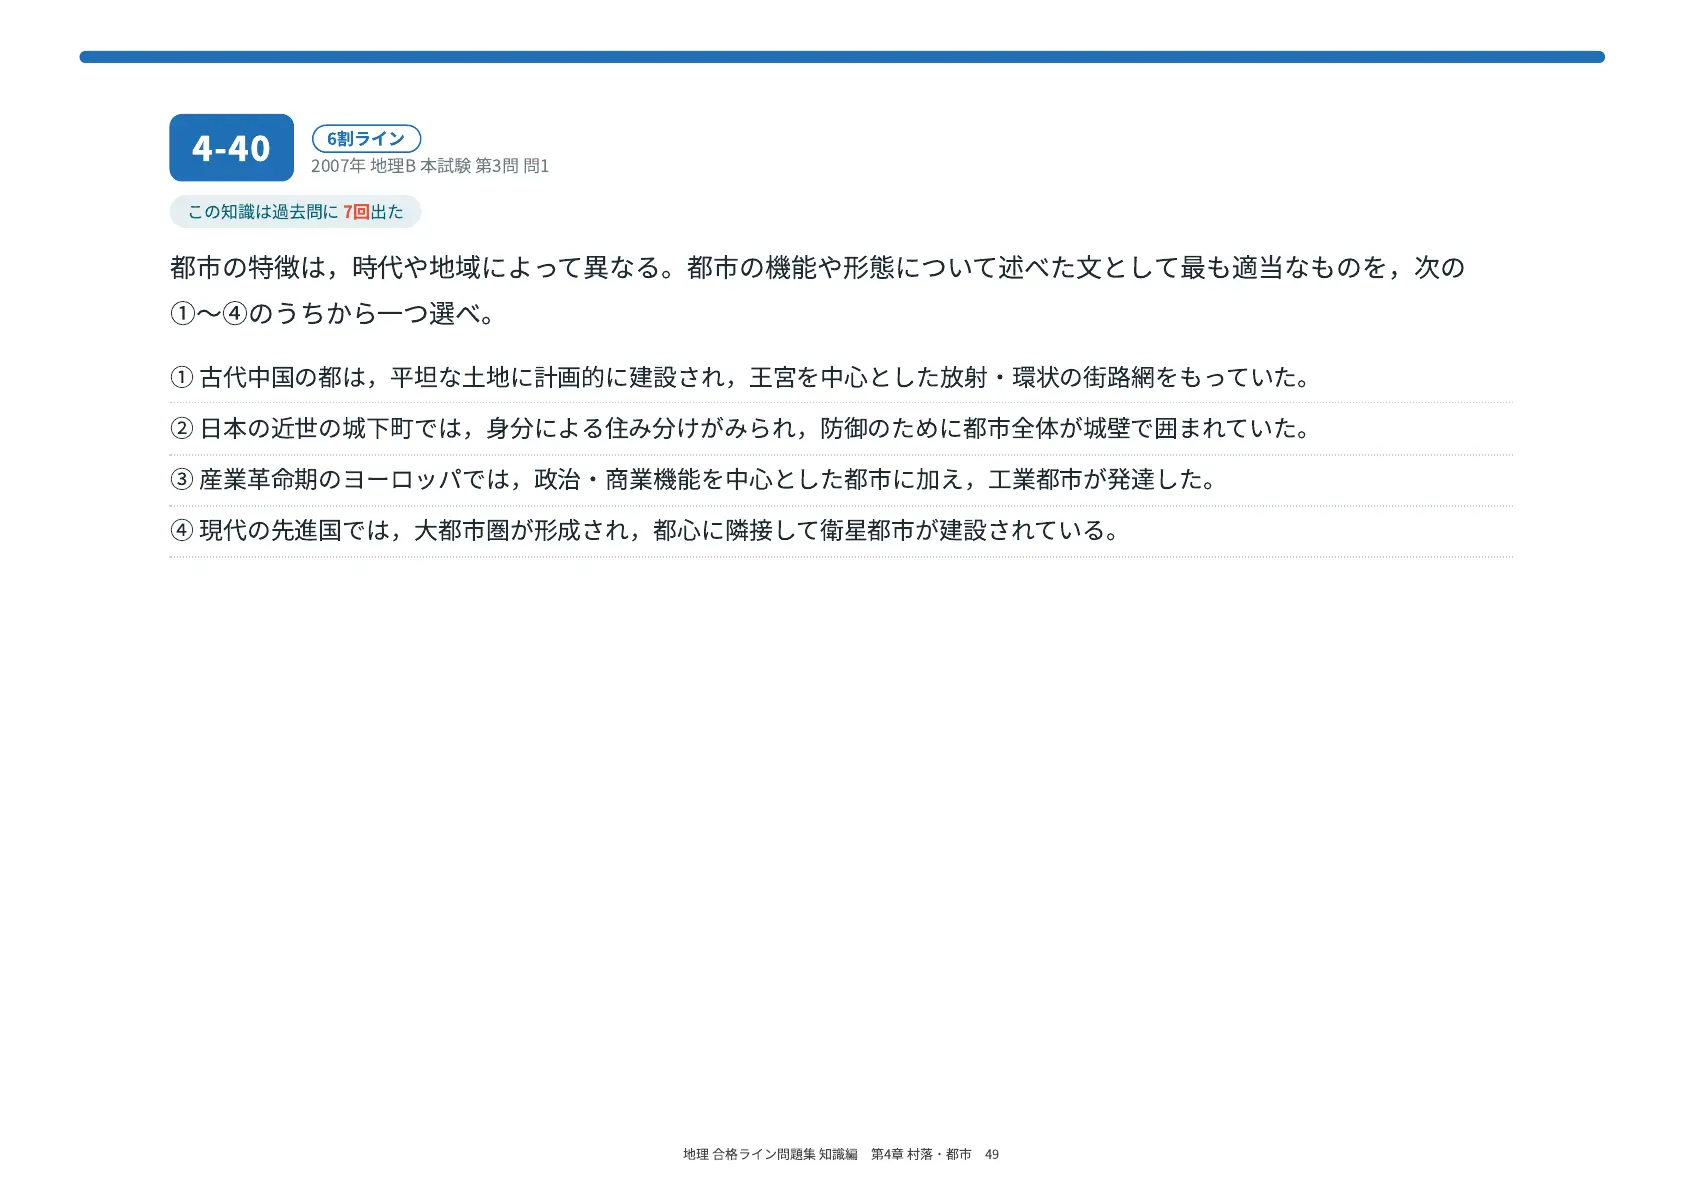 4-40
6割ライン
2007年 地理B 本試験 第3問 問1
この知識は過去問に 7回出た
都市の特徴は，時代や地域によって異なる。都市の機能や形態について述べた文として最も適当なものを，次の
①〜④のうちから一つ選べ。
① 古代中国の都は，平坦な土地に計画的に建設され，王宮を中心とした放射・環状の街路網をもっていた。
② 日本の近世の城下町では，身分による住み分けがみられ，防御のために都市全体が城壁で囲まれていた。
③ 産業革命期のヨーロッパでは，政治・商業機能を中心とした都市に加え，工業都市が発達した。
④ 現代の先進国では，大都市圏が形成され，都心に隣接して衛星都市が建設されている。
地理 合格ライン問題集 知識編　第4章 村落・都市　49